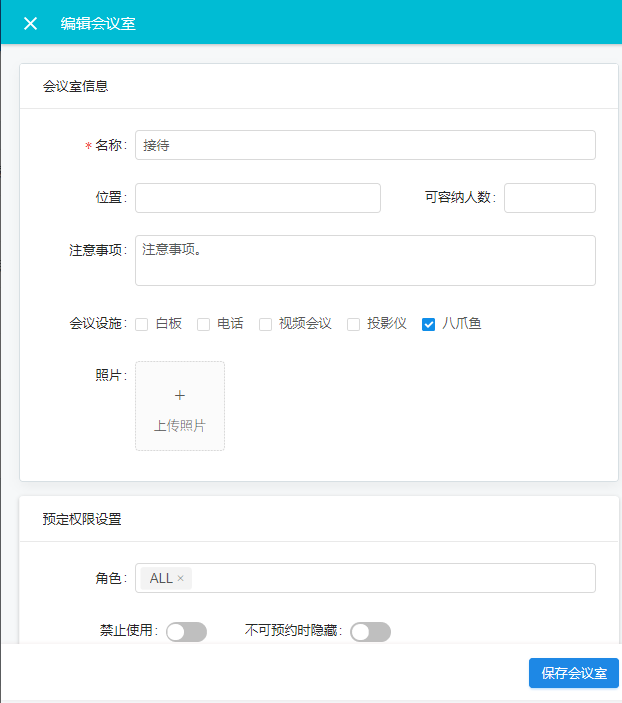 编辑会议室
会议室信息
* 名称: 接待
位置: 可容纳人数:
注意事项: 注意事项。
会议设施: 白板 电话 视频会议 投影仪 八爪鱼
照片: +
上传照片
预定权限设置
角色: ALL ×
禁止使用: 不可预约时隐藏:
保存会议室